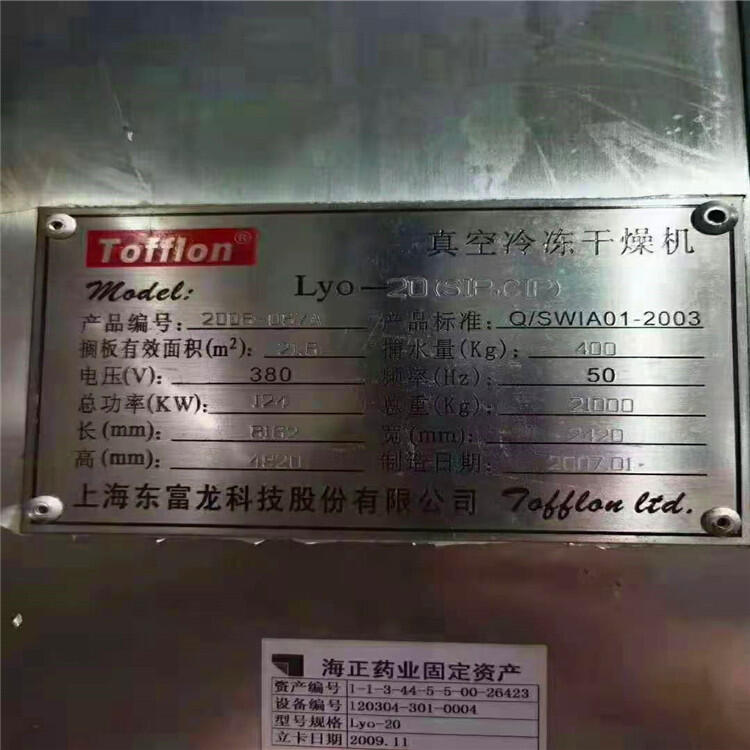 Tofflon® 真空冷冻干燥机
Model: Lyo-20(SIP.CIP)
产品编号: 产品标准: Q/SWIA01-2003
搁板有效面积(m²): 21.6 捕水量(Kg): 400
电压(V): 380 频率(Hz): 50
总功率(KW): 124 总重(Kg): 21000
长(mm): 8162 宽(mm):
高(mm): 4820 制造日期: 2007.01
上海东富龙科技股份有限公司 Tofflon ltd.
海正药业固定资产
资产编号 1-1-3-44-5-5-00-26423
设备编号 120304-301-0004
型号规格 Lyo-20
立卡日期 2009.11